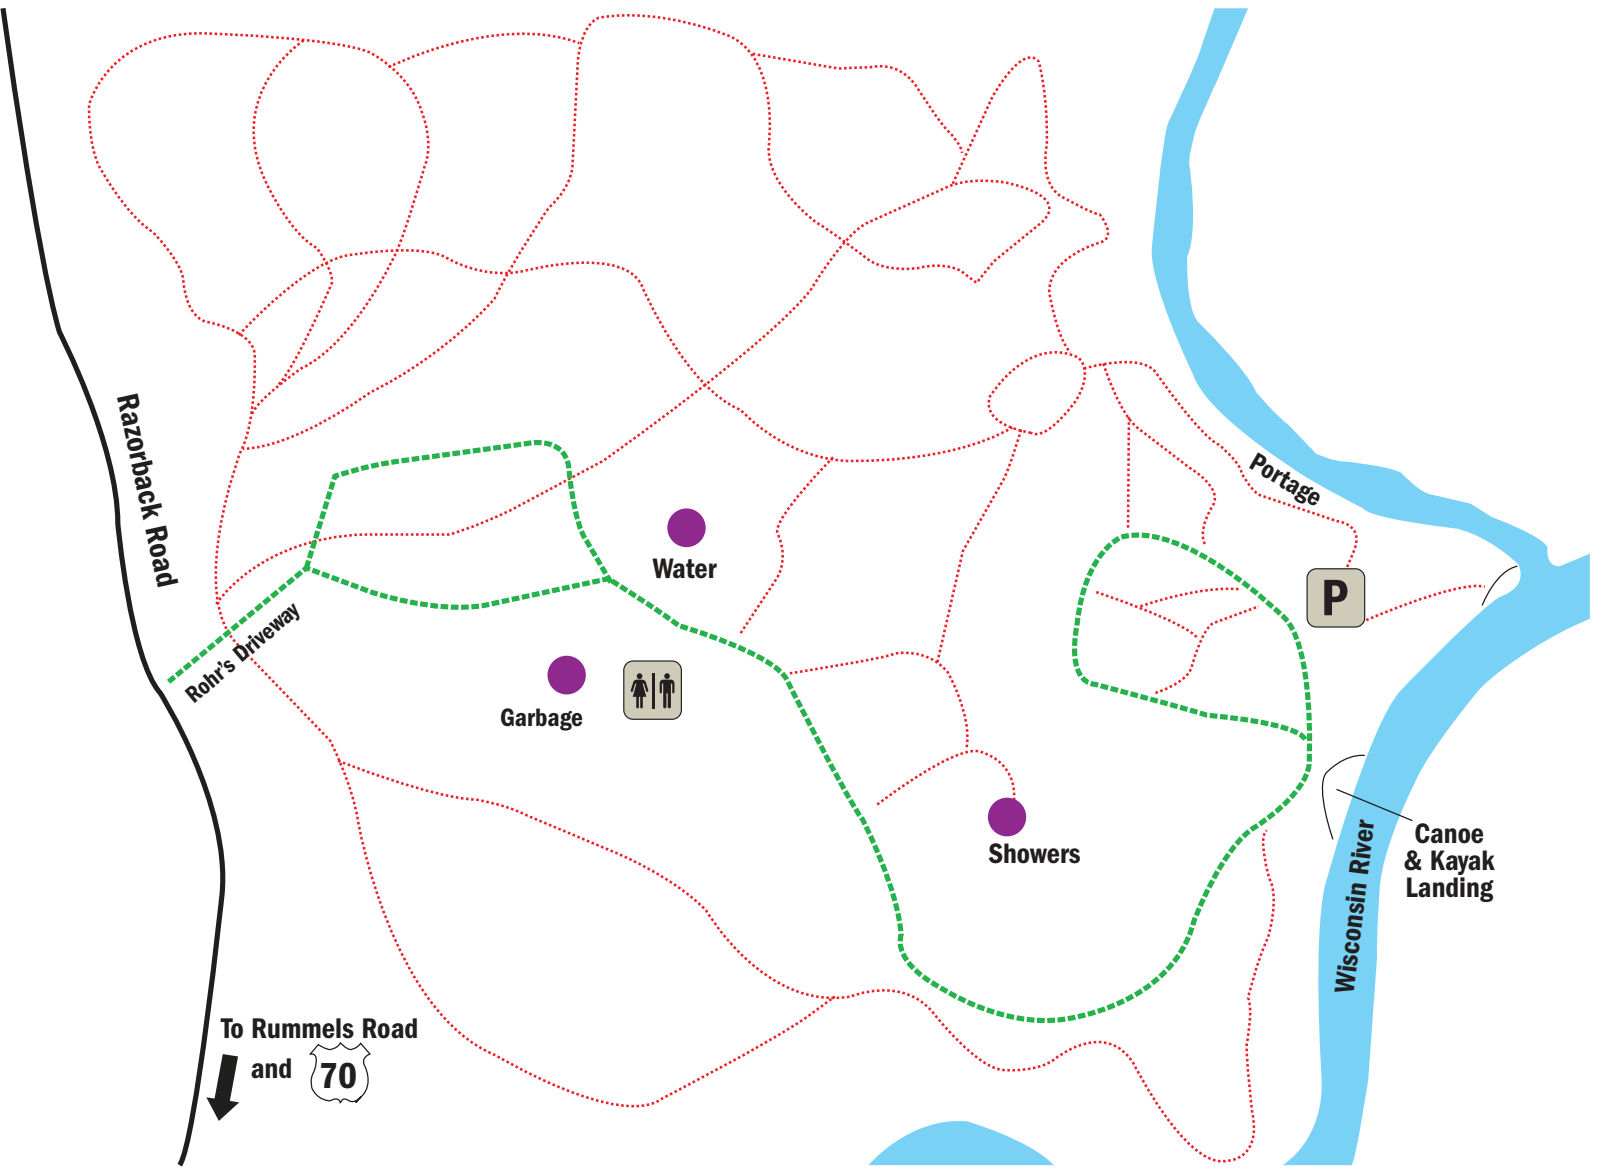 Razorback Road
Portage
P
Water
Rohr's Driveway
Garbage
Showers
Canoe
& Kayak
Landing
Wisconsin River
To Rummels Road
and 70